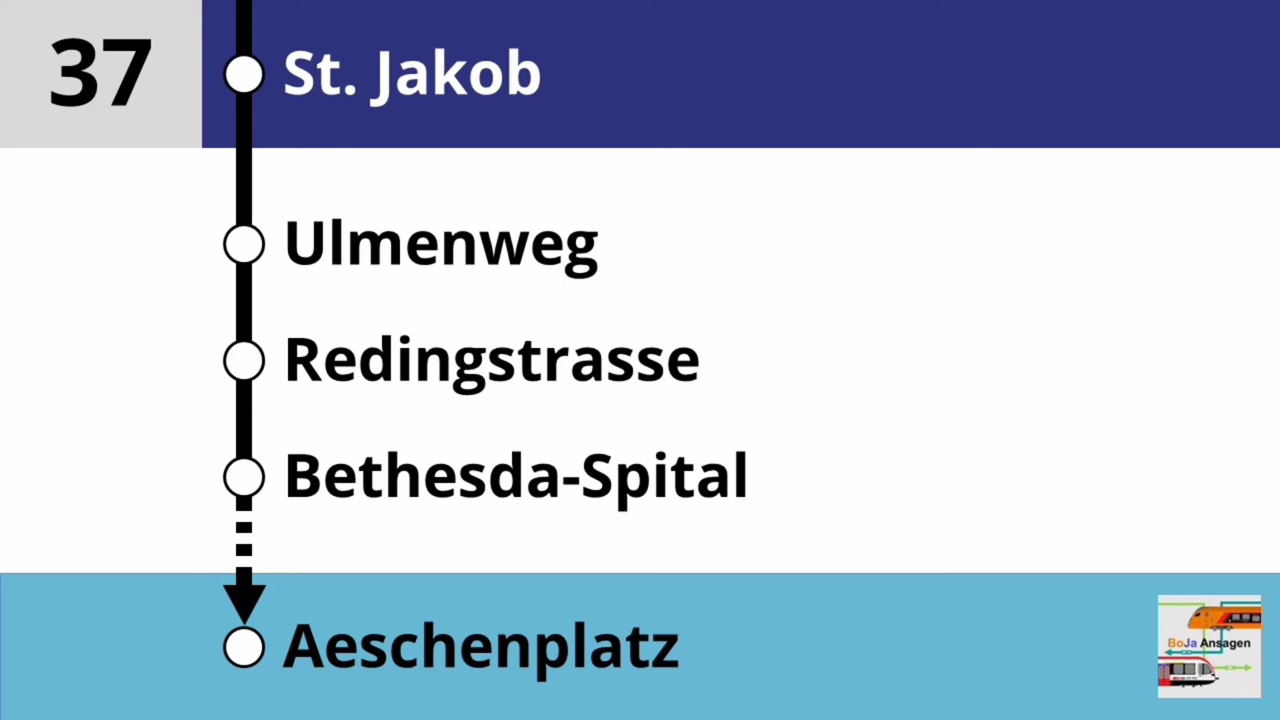 37
St. Jakob
Ulmenweg
Redingstrasse
Bethesda-Spital
Aeschenplatz
BoJa Ansagen